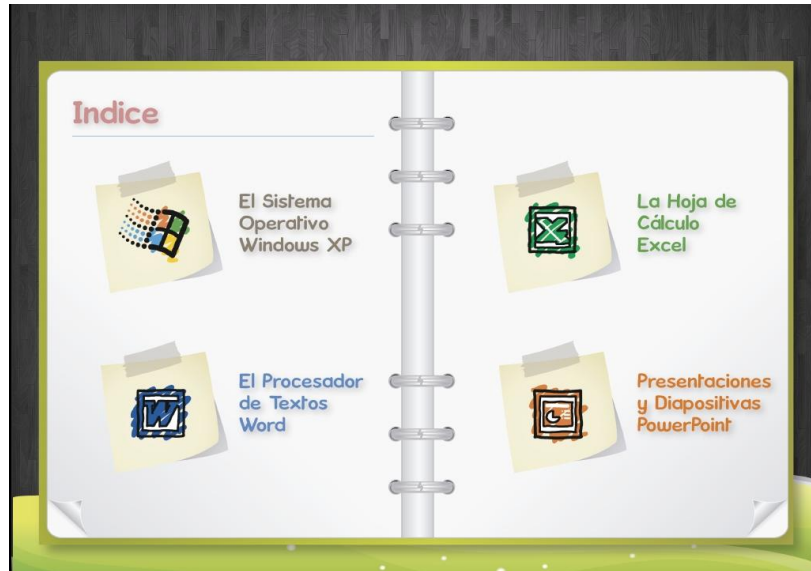 Indice
El Sistema
Operativo
Windows XP
El Procesador
de Textos
Word
La Hoja de
Cálculo
Excel
Presentaciones
y Diapositivas
PowerPoint